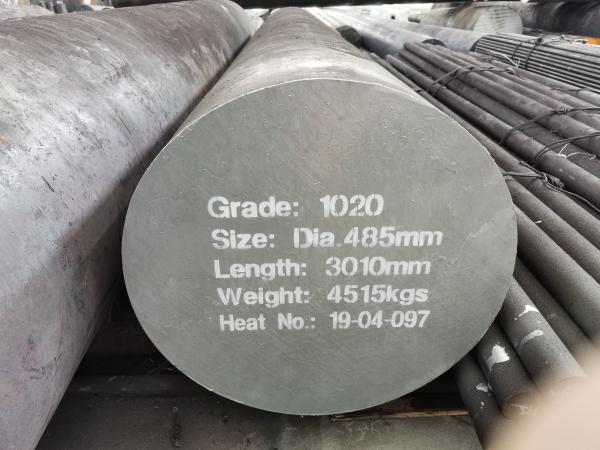 Grade: 1020
Size: Dia.485mm
Length: 3010mm
Weight: 4515kgs
Heat No.: 19-04-097